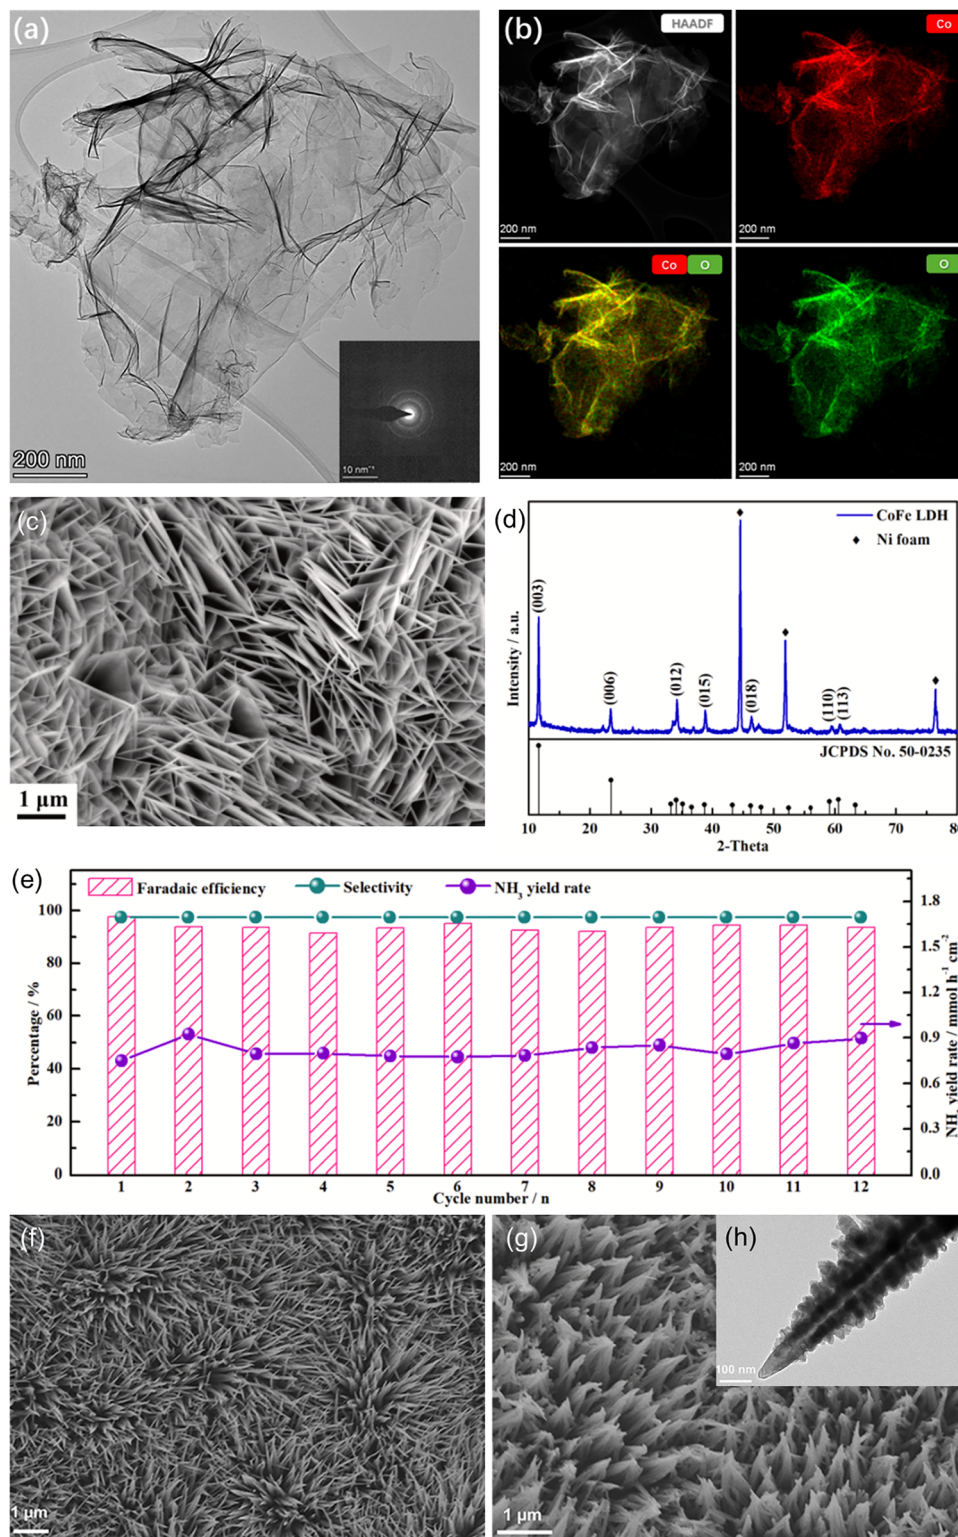 (a)
200 nm
10 nm⁻¹
(b)
HAADF
200 nm
Co
200 nm
Co O
200 nm
O
200 nm
(c)
1 μm
(d)
CoFe LDH
Ni foam
Intensity / a.u.
(003)
(006)
(012)
(015)
(018)
(110)
(113)
JCPDS No. 50-0235
10 20 30 40 50 60 70 80
2-Theta
(e)
Faradaic efficiency
Selectivity
NH₃ yield rate
Percentage / %
100
80
60
40
20
0
1.8
1.5
1.2
0.9
0.6
0.3
0.0
NH₃ yield rate / mmol h⁻¹ cm⁻²
1 2 3 4 5 6 7 8 9 10 11 12
Cycle number / n
(f)
1 μm
(g)
1 μm
(h)
100 nm